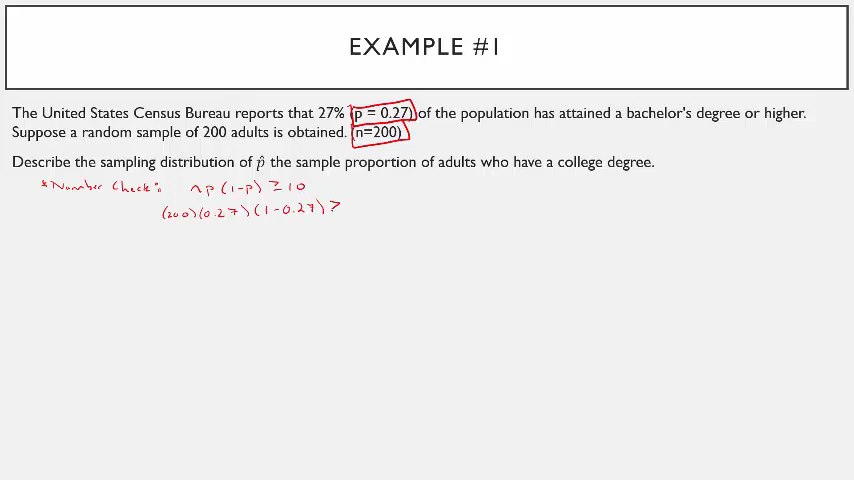 EXAMPLE #1
The United States Census Bureau reports that 27% (p = 0.27) of the population has attained a bachelor's degree or higher.
Suppose a random sample of 200 adults is obtained. (n=200)
Describe the sampling distribution of p̂ the sample proportion of adults who have a college degree.
*Number Check: np(1-p) ≥ 10
(200)(0.27)(1-0.27) ?